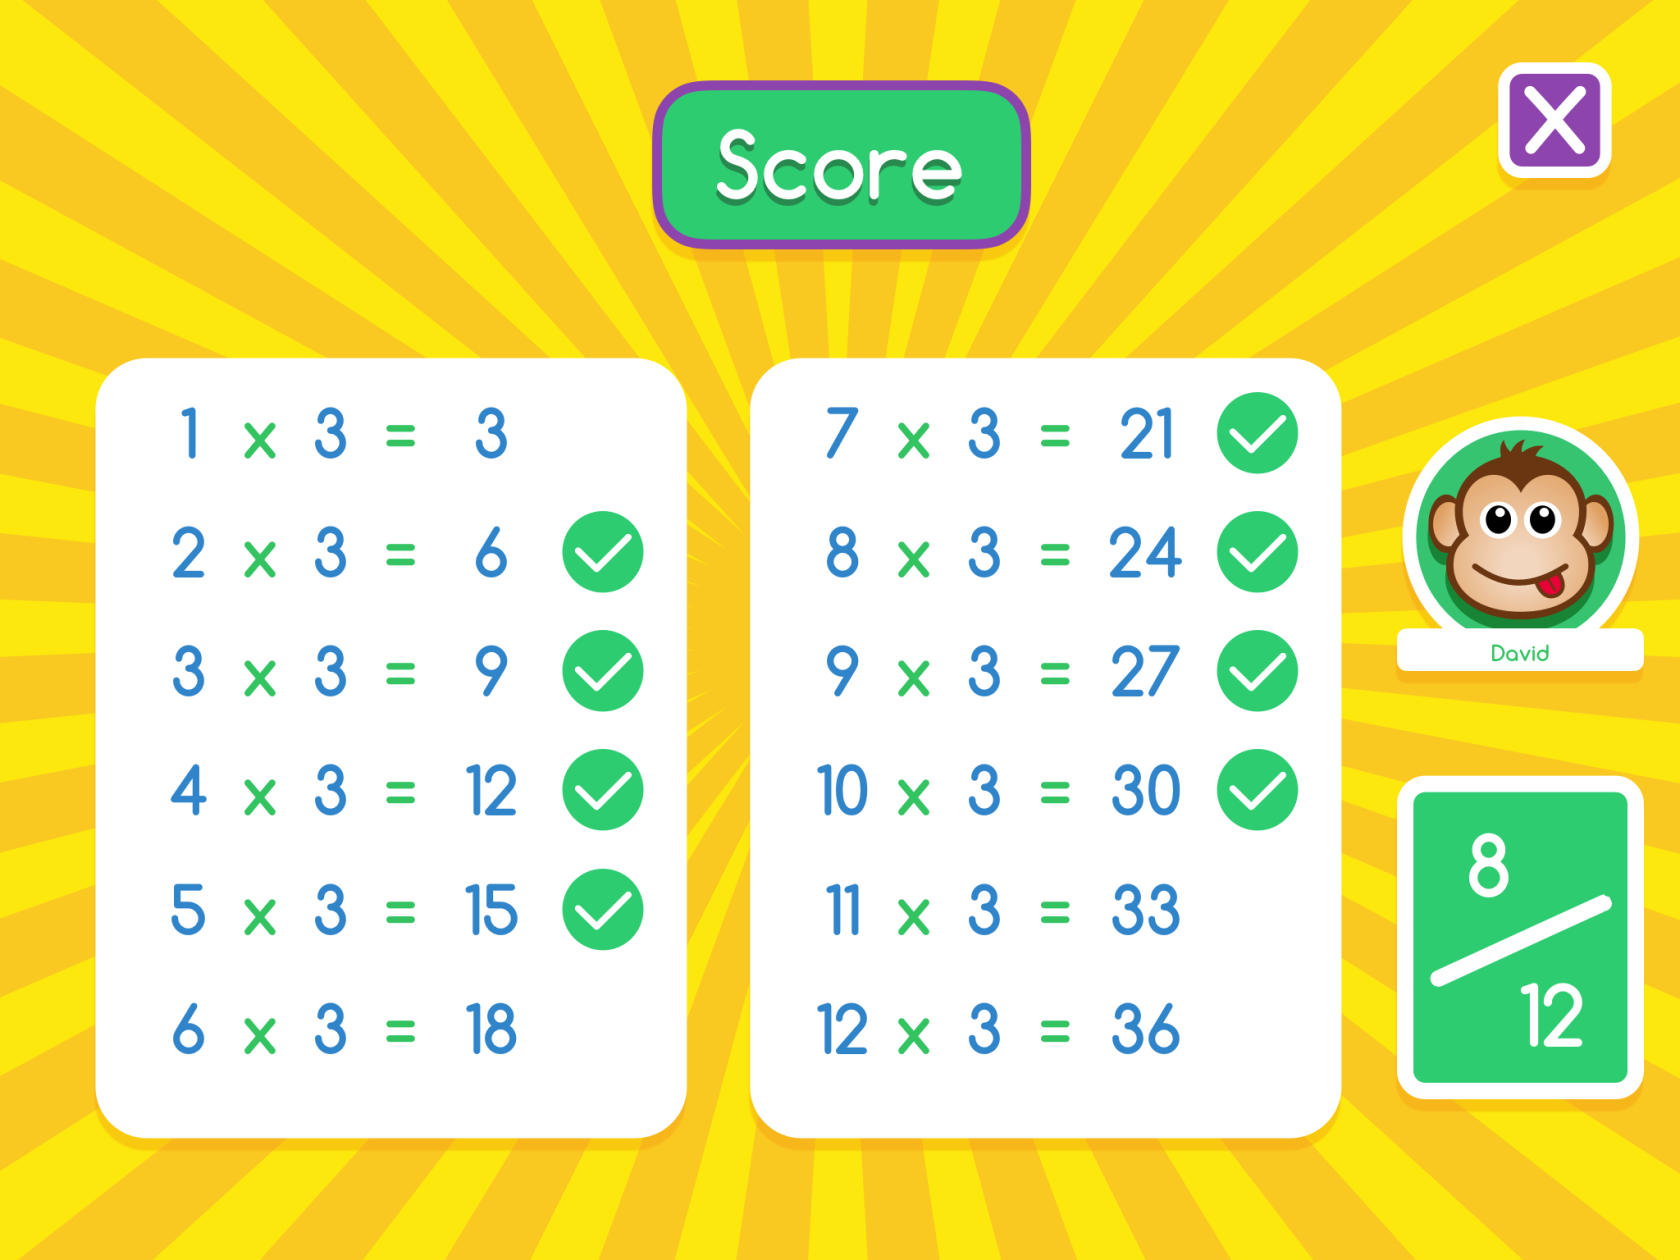 Score
1 x 3 = 3
2 x 3 = 6
3 x 3 = 9
4 x 3 = 12
5 x 3 = 15
6 x 3 = 18
7 x 3 = 21
8 x 3 = 24
9 x 3 = 27
10 x 3 = 30
11 x 3 = 33
12 x 3 = 36
X
David
8
12